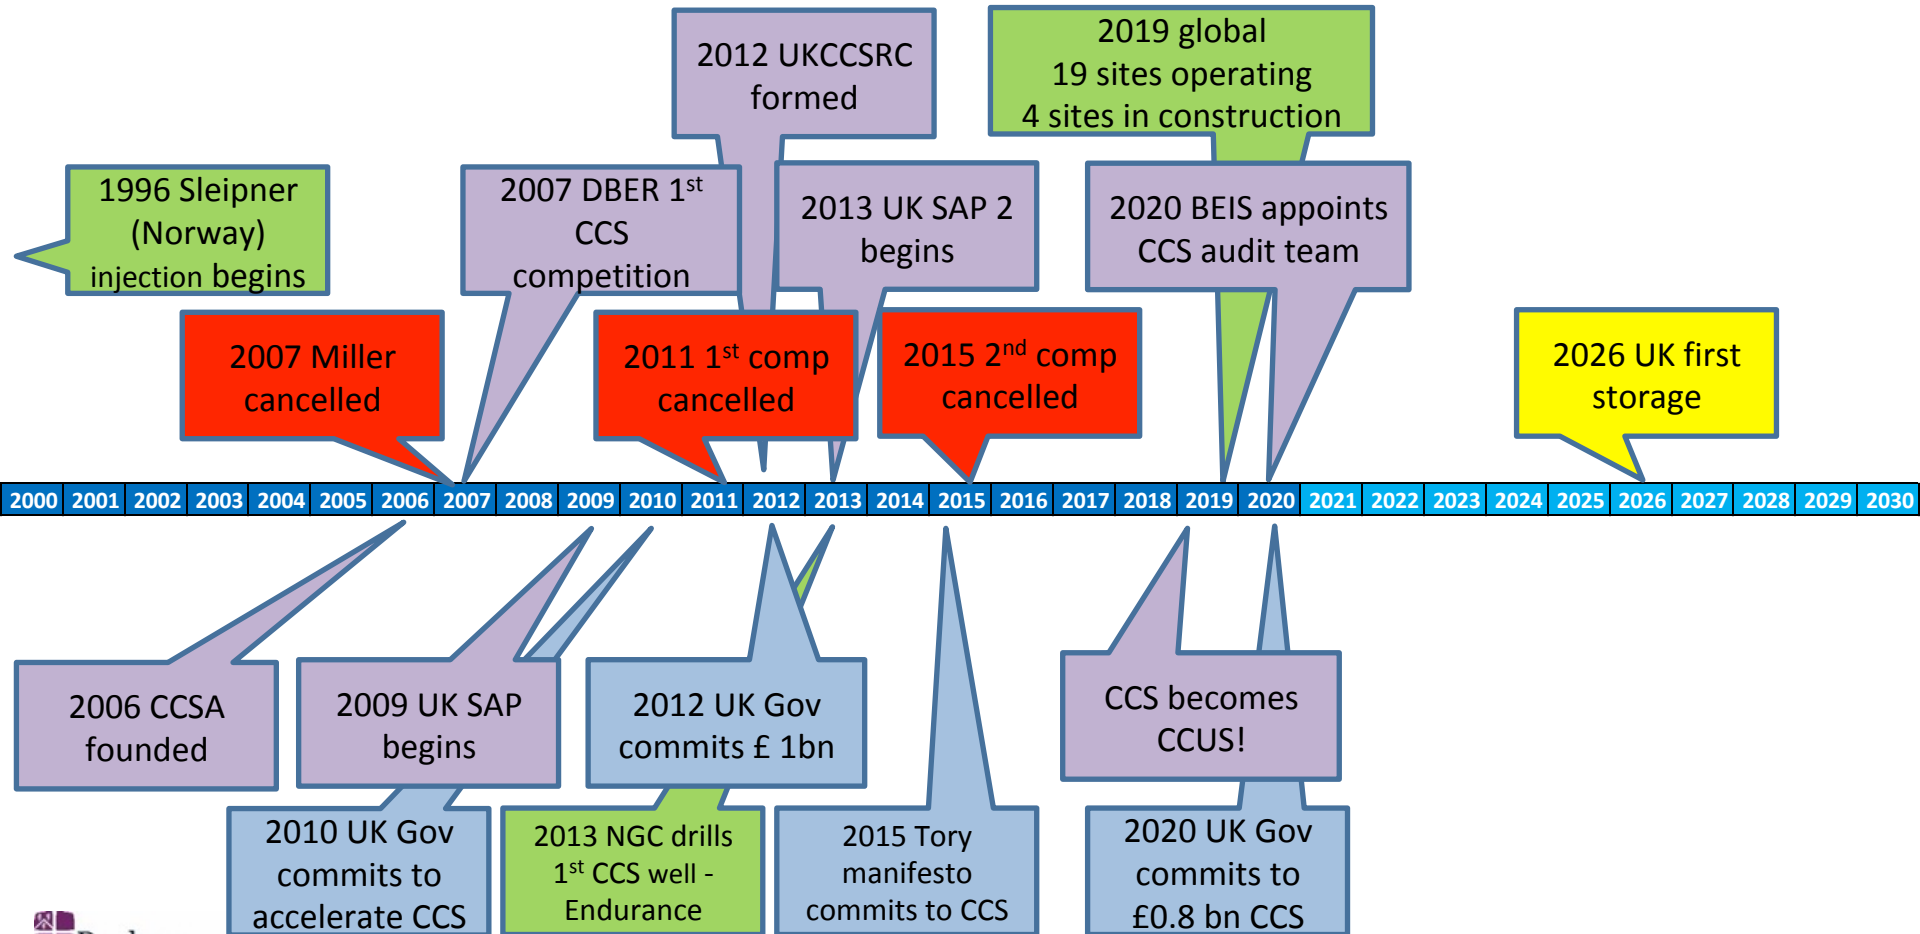 2012 UKCCSRC
formed
2019 global
19 sites operating
4 sites in construction
1996 Sleipner
(Norway)
injection begins
2007 DBER 1st
CCS
competition
2013 UK SAP 2
begins
2020 BEIS appoints
CCS audit team
2007 Miller
cancelled
2011 1st comp
cancelled
2015 2nd comp
cancelled
2026 UK first
storage
2000 2001 2002 2003 2004 2005 2006 2007 2008 2009 2010 2011 2012 2013 2014 2015 2016 2017 2018 2019 2020 2021 2022 2023 2024 2025 2026 2027 2028 2029 2030
2006 CCSA
founded
2009 UK SAP
begins
2012 UK Gov
commits £ 1bn
CCS becomes
CCUS!
2010 UK Gov
commits to
accelerate CCS
2013 NGC drills
1st CCS well -
Endurance
2015 Tory
manifesto
commits to CCS
2020 UK Gov
commits to
£0.8 bn CCS